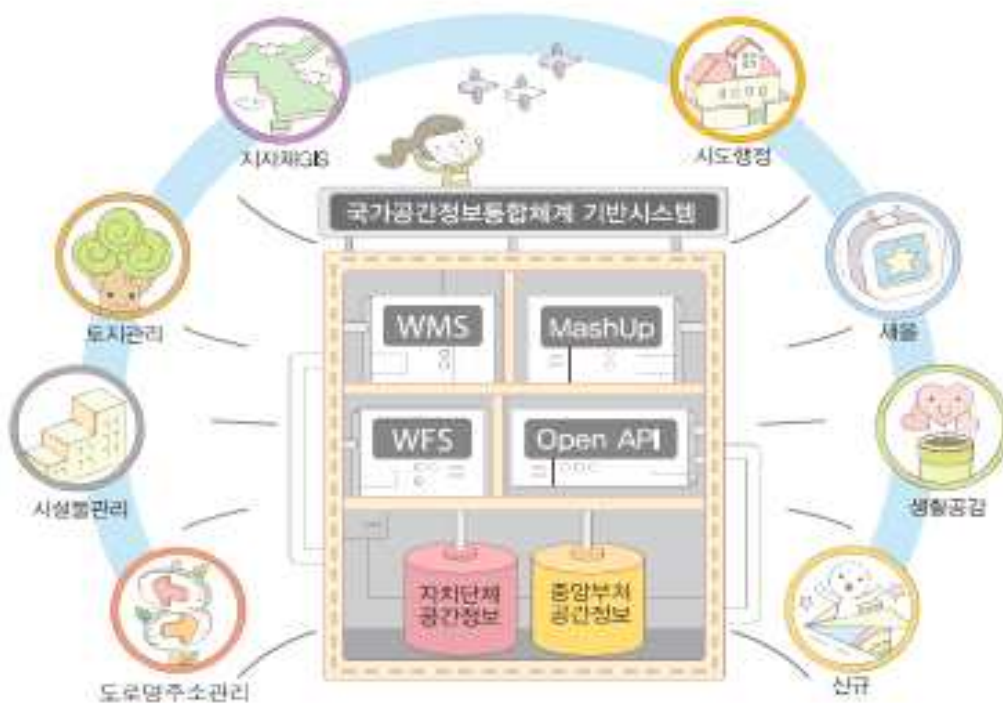 지자체GIS
시도행정
국가공간정보통합체계 기반시스템
토지관리
새올
WMS
MashUp
시설물관리
WFS
Open API
생활공감
자치단체
공간정보
중앙부처
공간정보
도로명주소관리
신규